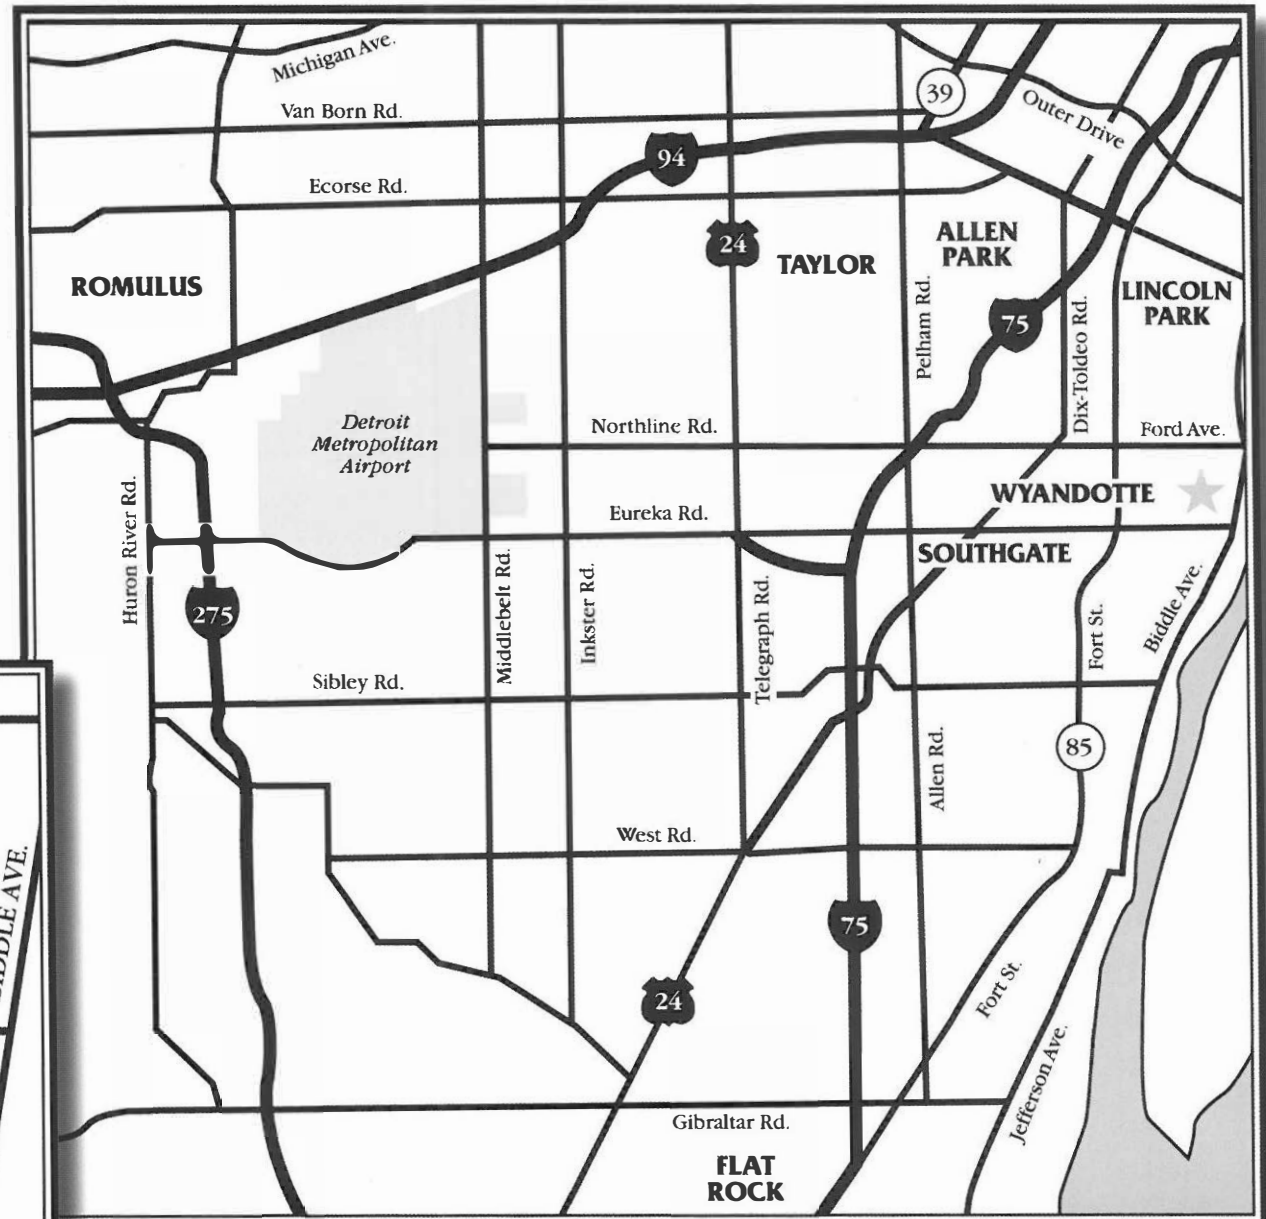 Michigan Ave.
Van Born Rd.
39
Outer Drive
94
Ecorse Rd.
24
TAYLOR
ALLEN
PARK
ROMULUS
Pelham Rd.
75
Dix-Toldeo Rd.
LINCOLN
PARK
Detroit
Metropolitan
Airport
Northline Rd.
Ford Ave.
Huron River Rd.
WYANDOTTE
Eureka Rd.
SOUTHGATE
275
Middlebelt Rd.
Inkster Rd.
Telegraph Rd.
Fort St.
Biddle Ave.
Sibley Rd.
85
Allen Rd.
West Rd.
AVE.
75
24
Fort St.
Jefferson Ave.
Gibraltar Rd.
FLAT
ROCK